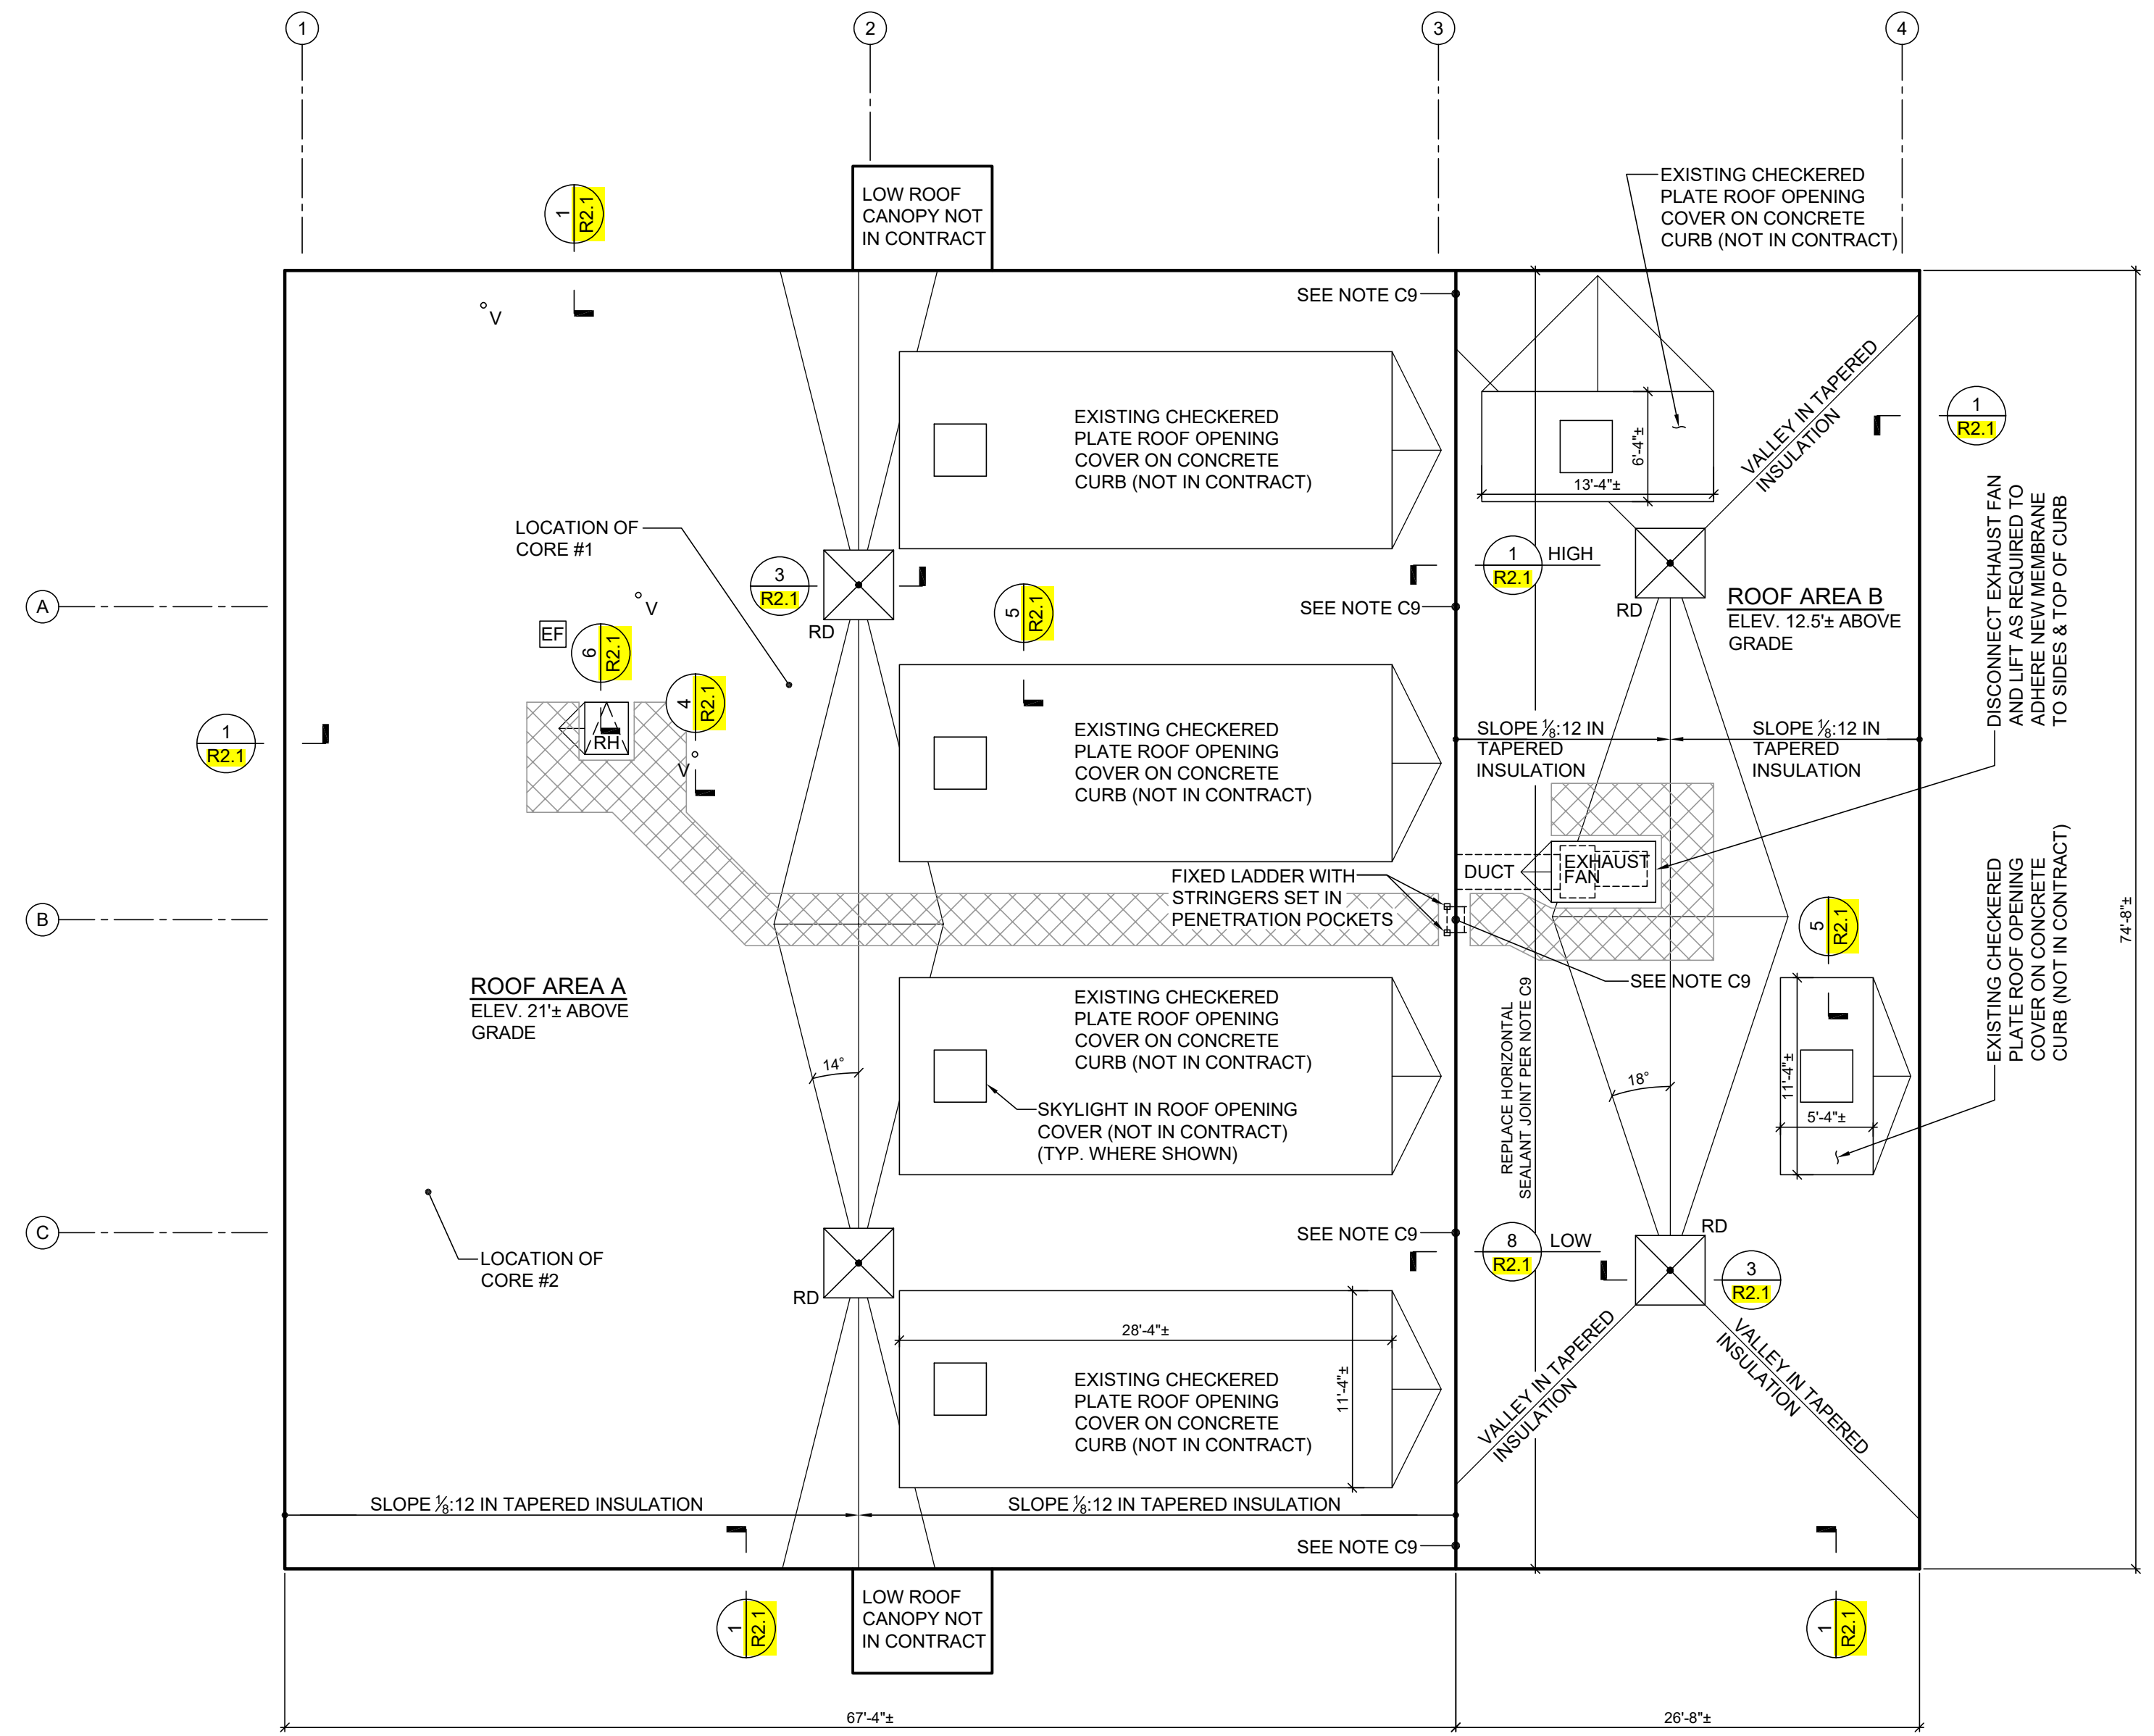 1
2
3
4
LOW ROOF
CANOPY NOT
IN CONTRACT
EXISTING CHECKERED
PLATE ROOF OPENING
COVER ON CONCRETE
CURB (NOT IN CONTRACT)
1
R2.1
V
SEE NOTE C9
EXISTING CHECKERED
PLATE ROOF OPENING
COVER ON CONCRETE
CURB (NOT IN CONTRACT)
6'-4"±
13'-4"±
VALLEY IN TAPERED
INSULATION
1
R2.1
LOCATION OF
CORE #1
3
R2.1
RD
1
R2.1
HIGH
RD
DISCONNECT EXHAUST FAN
AND LIFT AS REQUIRED TO
ADHERE NEW MEMBRANE
TO SIDES & TOP OF CURB
A
V
EF
6
R2.1
5
R2.1
SEE NOTE C9
ROOF AREA B
ELEV. 12.5'± ABOVE
GRADE
4
R2.1
1
R2.1
RH
V
EXISTING CHECKERED
PLATE ROOF OPENING
COVER ON CONCRETE
CURB (NOT IN CONTRACT)
SLOPE ⅛:12 IN
TAPERED
INSULATION
SLOPE ⅛:12 IN
TAPERED
INSULATION
FIXED LADDER WITH
STRINGERS SET IN
PENETRATION POCKETS
DUCT
EXHAUST
FAN
B
5
R2.1
EXISTING CHECKERED
PLATE ROOF OPENING
COVER ON CONCRETE
CURB (NOT IN CONTRACT)
74'-8"±
SEE NOTE C9
ROOF AREA A
ELEV. 21'± ABOVE
GRADE
EXISTING CHECKERED
PLATE ROOF OPENING
COVER ON CONCRETE
CURB (NOT IN CONTRACT)
14°
SKYLIGHT IN ROOF OPENING
COVER (NOT IN CONTRACT)
(TYP. WHERE SHOWN)
REPLACE HORIZONTAL
SEALANT JOINT PER NOTE C9
18°
11'-4"±
5'-4"±
C
LOCATION OF
CORE #2
RD
SEE NOTE C9
8
R2.1
LOW
RD
3
R2.1
28'-4"±
11'-4"±
EXISTING CHECKERED
PLATE ROOF OPENING
COVER ON CONCRETE
CURB (NOT IN CONTRACT)
VALLEY IN TAPERED
INSULATION
VALLEY IN TAPERED
INSULATION
SLOPE ⅛:12 IN TAPERED INSULATION
SLOPE ⅛:12 IN TAPERED INSULATION
SEE NOTE C9
1
R2.1
LOW ROOF
CANOPY NOT
IN CONTRACT
1
R2.1
67'-4"±
26'-8"±